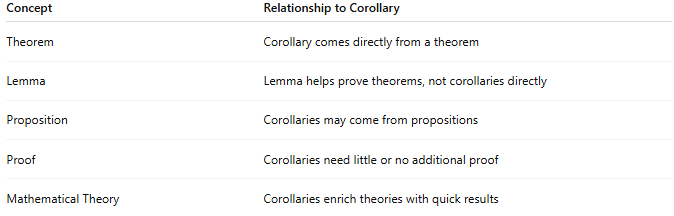 Concept Relationship to Corollary
Theorem Corollary comes directly from a theorem
Lemma Lemma helps prove theorems, not corollaries directly
Proposition Corollaries may come from propositions
Proof Corollaries need little or no additional proof
Mathematical Theory Corollaries enrich theories with quick results